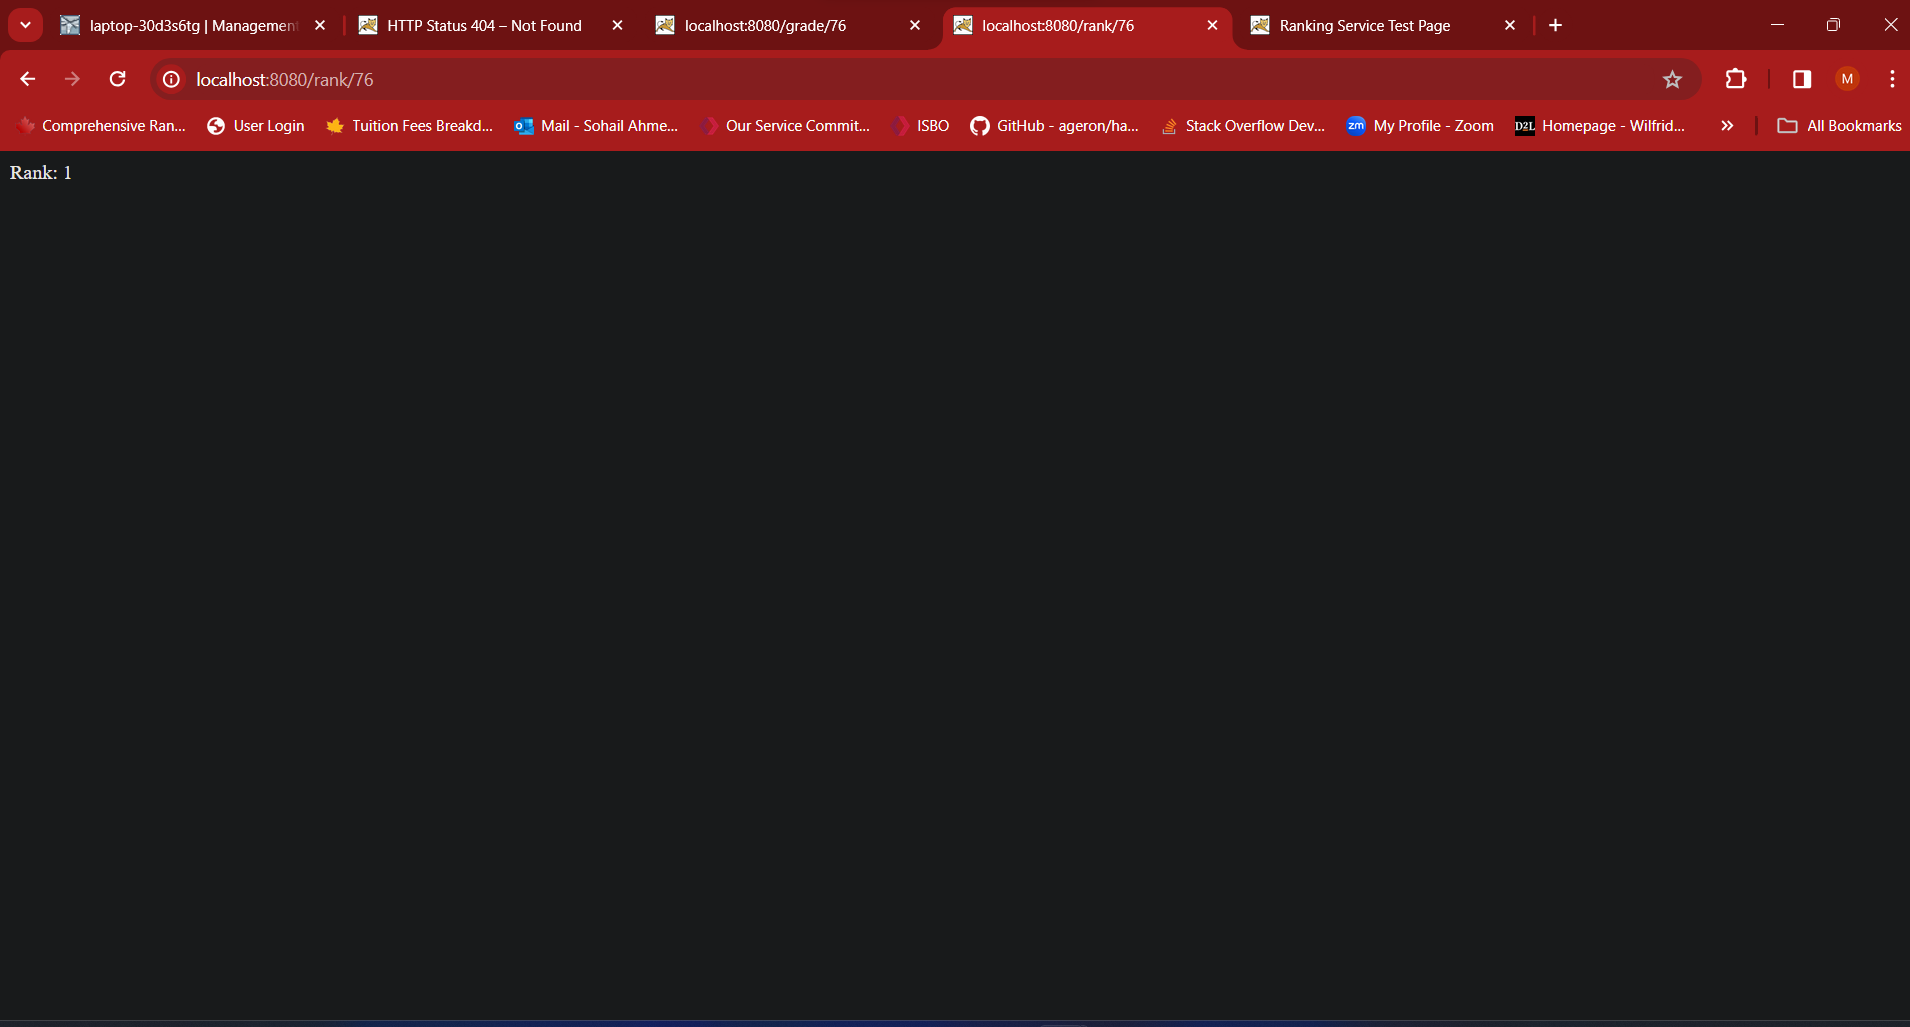 laptop-30d3s6tg | Management
HTTP Status 404 – Not Found
localhost:8080/grade/76
localhost:8080/rank/76
Ranking Service Test Page
localhost:8080/rank/76
M
Comprehensive Ran...
User Login
Tuition Fees Breakd...
Mail - Sohail Ahme...
Our Service Commit...
ISBO
GitHub - ageron/ha...
Stack Overflow Dev...
zm
My Profile - Zoom
D2L
Homepage - Wilfrid...
All Bookmarks
Rank: 1